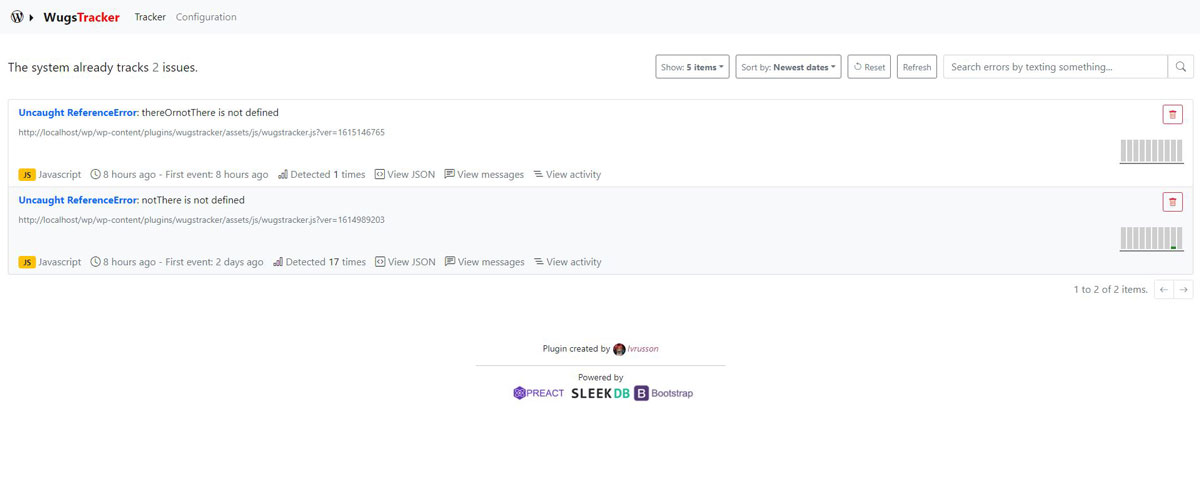 WugsTracker Tracker Configuration
The system already tracks 2 issues.
Show: 5 items Sort by: Newest dates Reset Refresh Search errors by texting something...
Uncaught ReferenceError: thereOrnotThere is not defined
http://localhost/wp/wp-content/plugins/wugstracker/assets/js/wugstracker.js?ver=1615146765
JS Javascript 8 hours ago - First event: 8 hours ago Detected 1 times View JSON View messages View activity
Uncaught ReferenceError: notThere is not defined
http://localhost/wp/wp-content/plugins/wugstracker/assets/js/wugstracker.js?ver=1614989203
JS Javascript 8 hours ago - First event: 2 days ago Detected 17 times View JSON View messages View activity
1 to 2 of 2 items. ← →
Plugin created by lvrusson
Powered by
PREACT SLEEKDB B Bootstrap